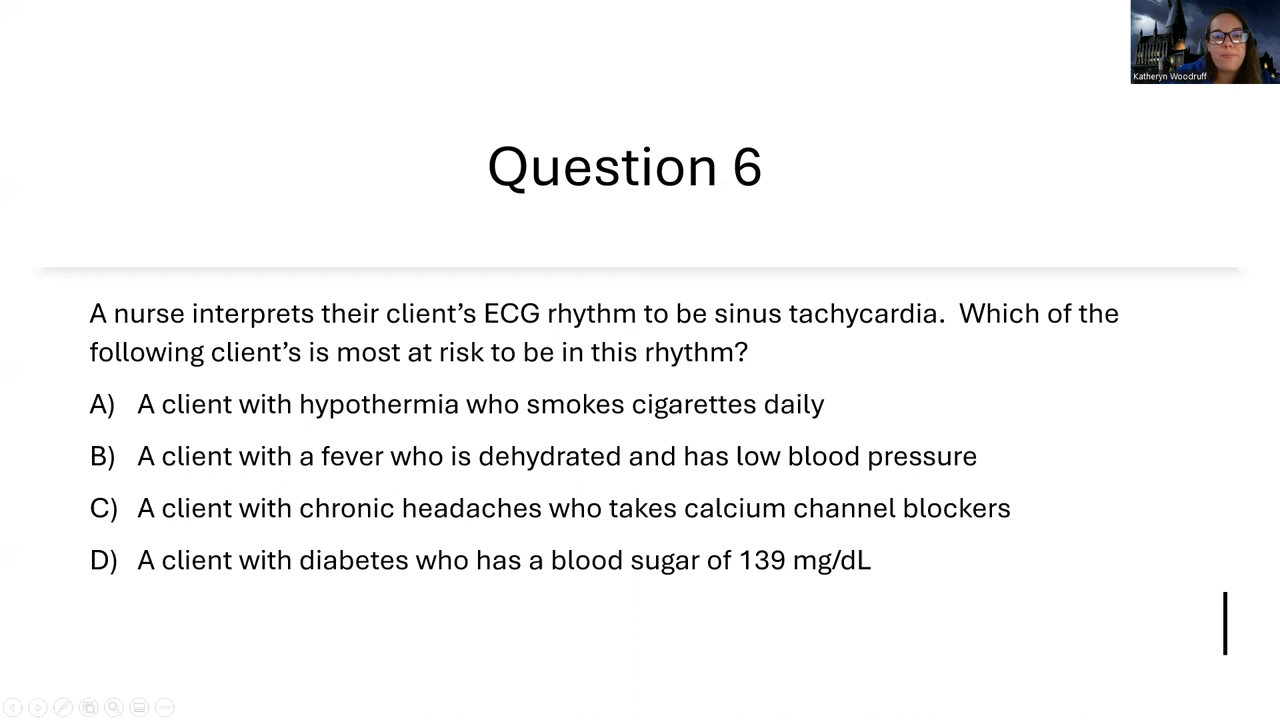 Katheryn Woodruff
Question 6
A nurse interprets their client’s ECG rhythm to be sinus tachycardia.  Which of the
following client’s is most at risk to be in this rhythm?
A) A client with hypothermia who smokes cigarettes daily
B) A client with a fever who is dehydrated and has low blood pressure
C) A client with chronic headaches who takes calcium channel blockers
D) A client with diabetes who has a blood sugar of 139 mg/dL